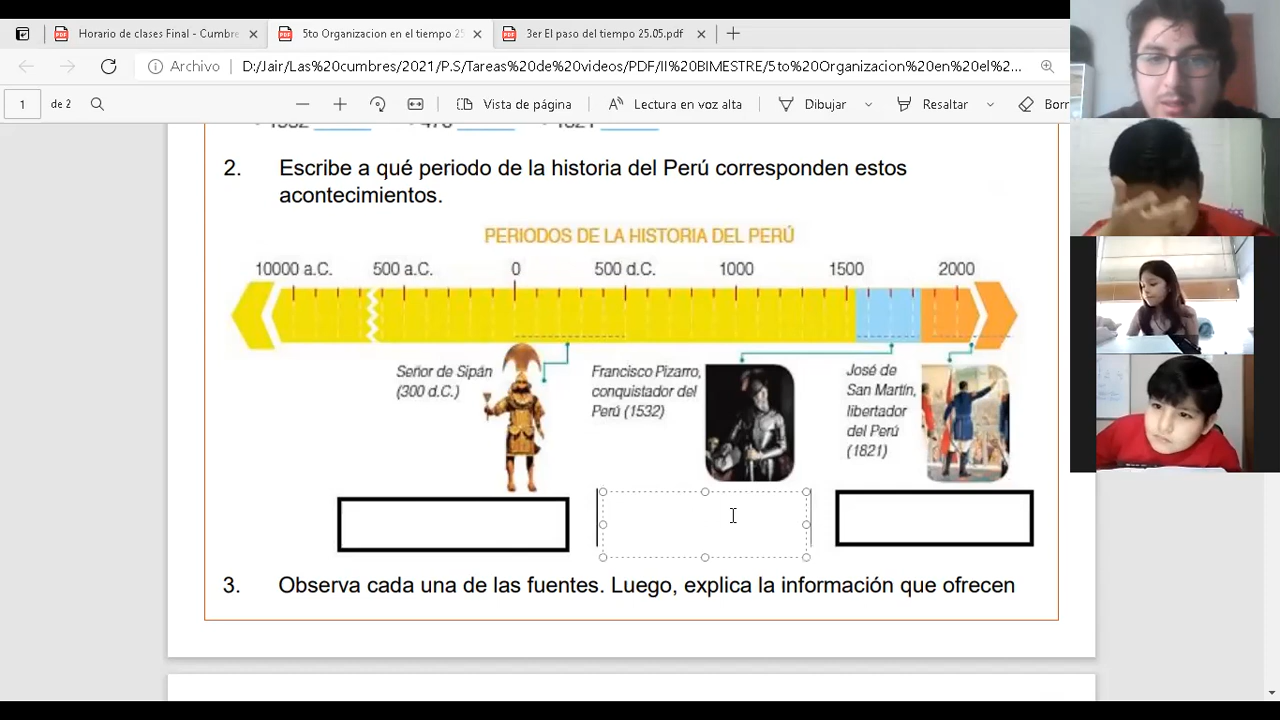 Horario de clases Final - Cumbre
5to Organizacion en el tiempo 25
3er El paso del tiempo 25.05.pdf
Archivo
D:/Jair/Las%20cumbres/2021/P.S/Tareas%20de%20videos/PDF/II%20BIMESTRE/5to%20Organizacion%20en%20el%2...
1
de 2
Vista de página
Lectura en voz alta
Dibujar
Resaltar
Borr
2. Escribe a qué periodo de la historia del Perú corresponden estos
acontecimientos.
PERIODOS DE LA HISTORIA DEL PERÚ
10000 a.C. 500 a.C. 0 500 d.C. 1000 1500 2000
Señor de Sipán
(300 d.C.)
Francisco Pizarro,
conquistador del
Perú (1532)
José de
San Martín,
libertador
del Perú
(1821)
3. Observa cada una de las fuentes. Luego, explica la información que ofrecen